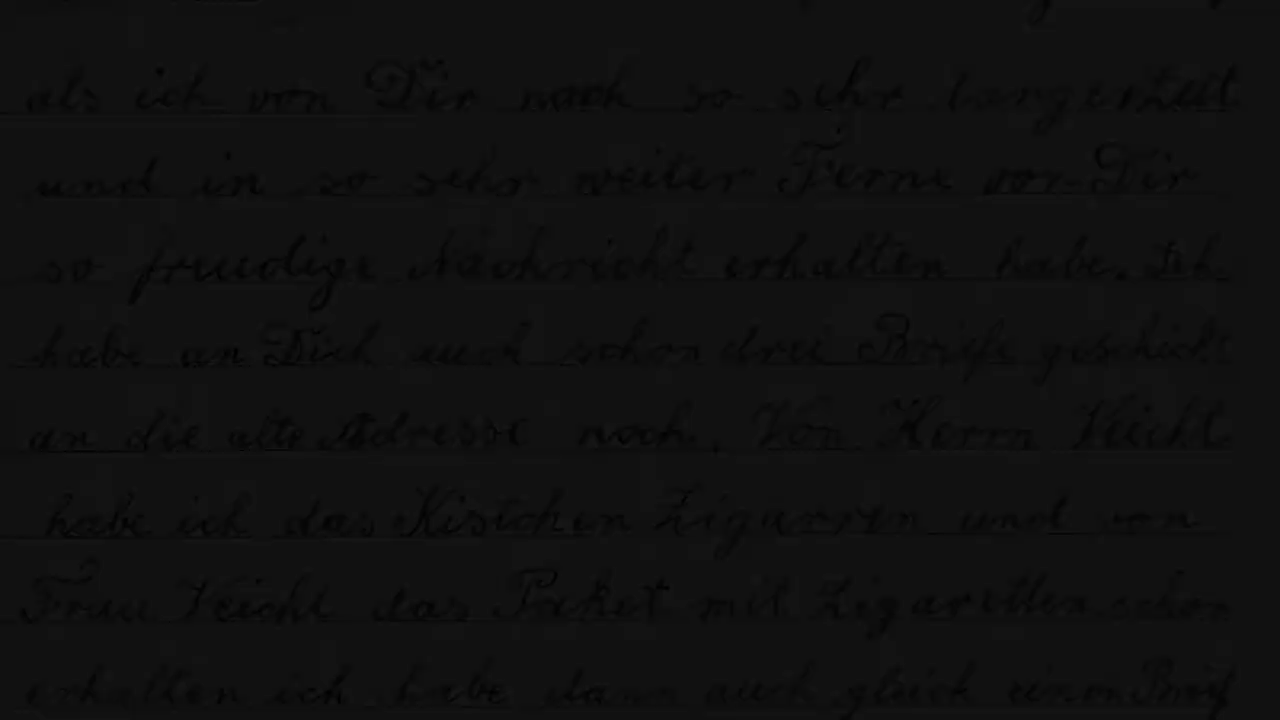 als ich von Dir nach so sehr langerzeit
und in so sehr weiter Ferne von Dir
so freudige Nachricht erhalten habe. Ich
habe an Dich auch schon drei Briefe geschickt
an die alte Adresse noch. Von Herrn Veicht
habe ich das Kistchen Zigarren und von
Frau Veicht das Paket mit Zigaretten schon
erhalten ich habe dann auch gleich einen Brief